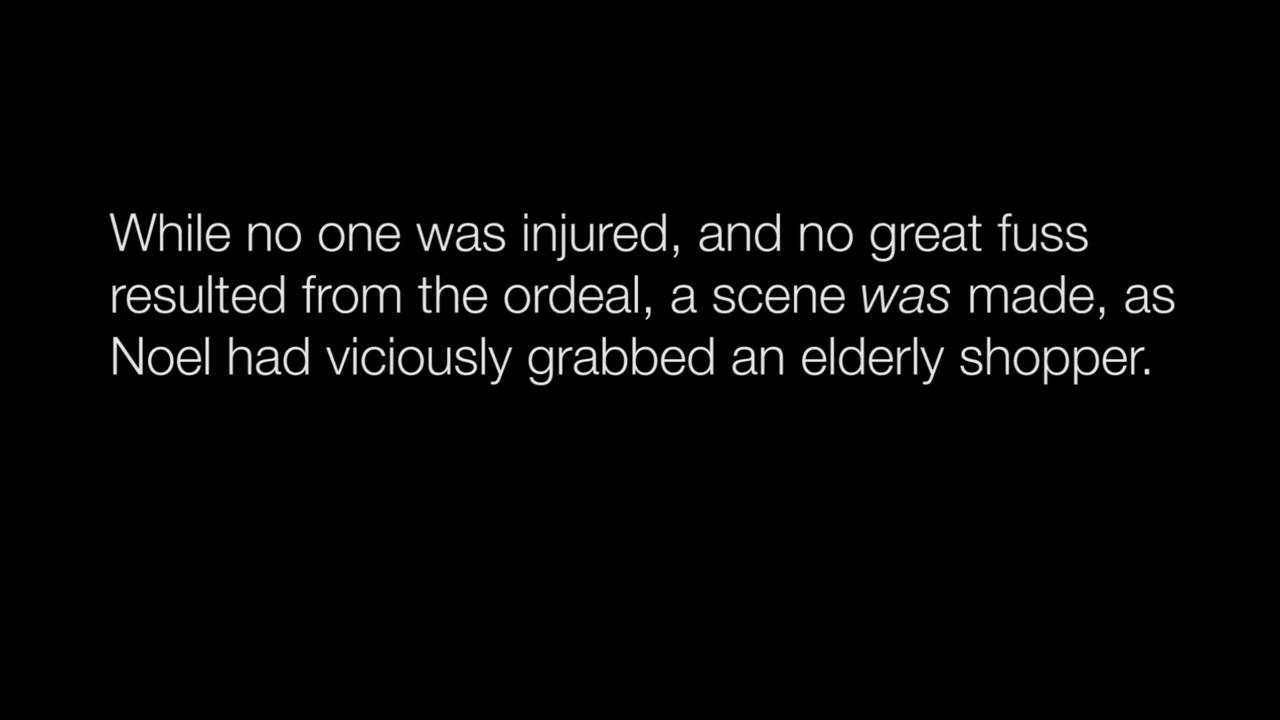 While no one was injured, and no great fuss
resulted from the ordeal, a scene was made, as
Noel had viciously grabbed an elderly shopper.